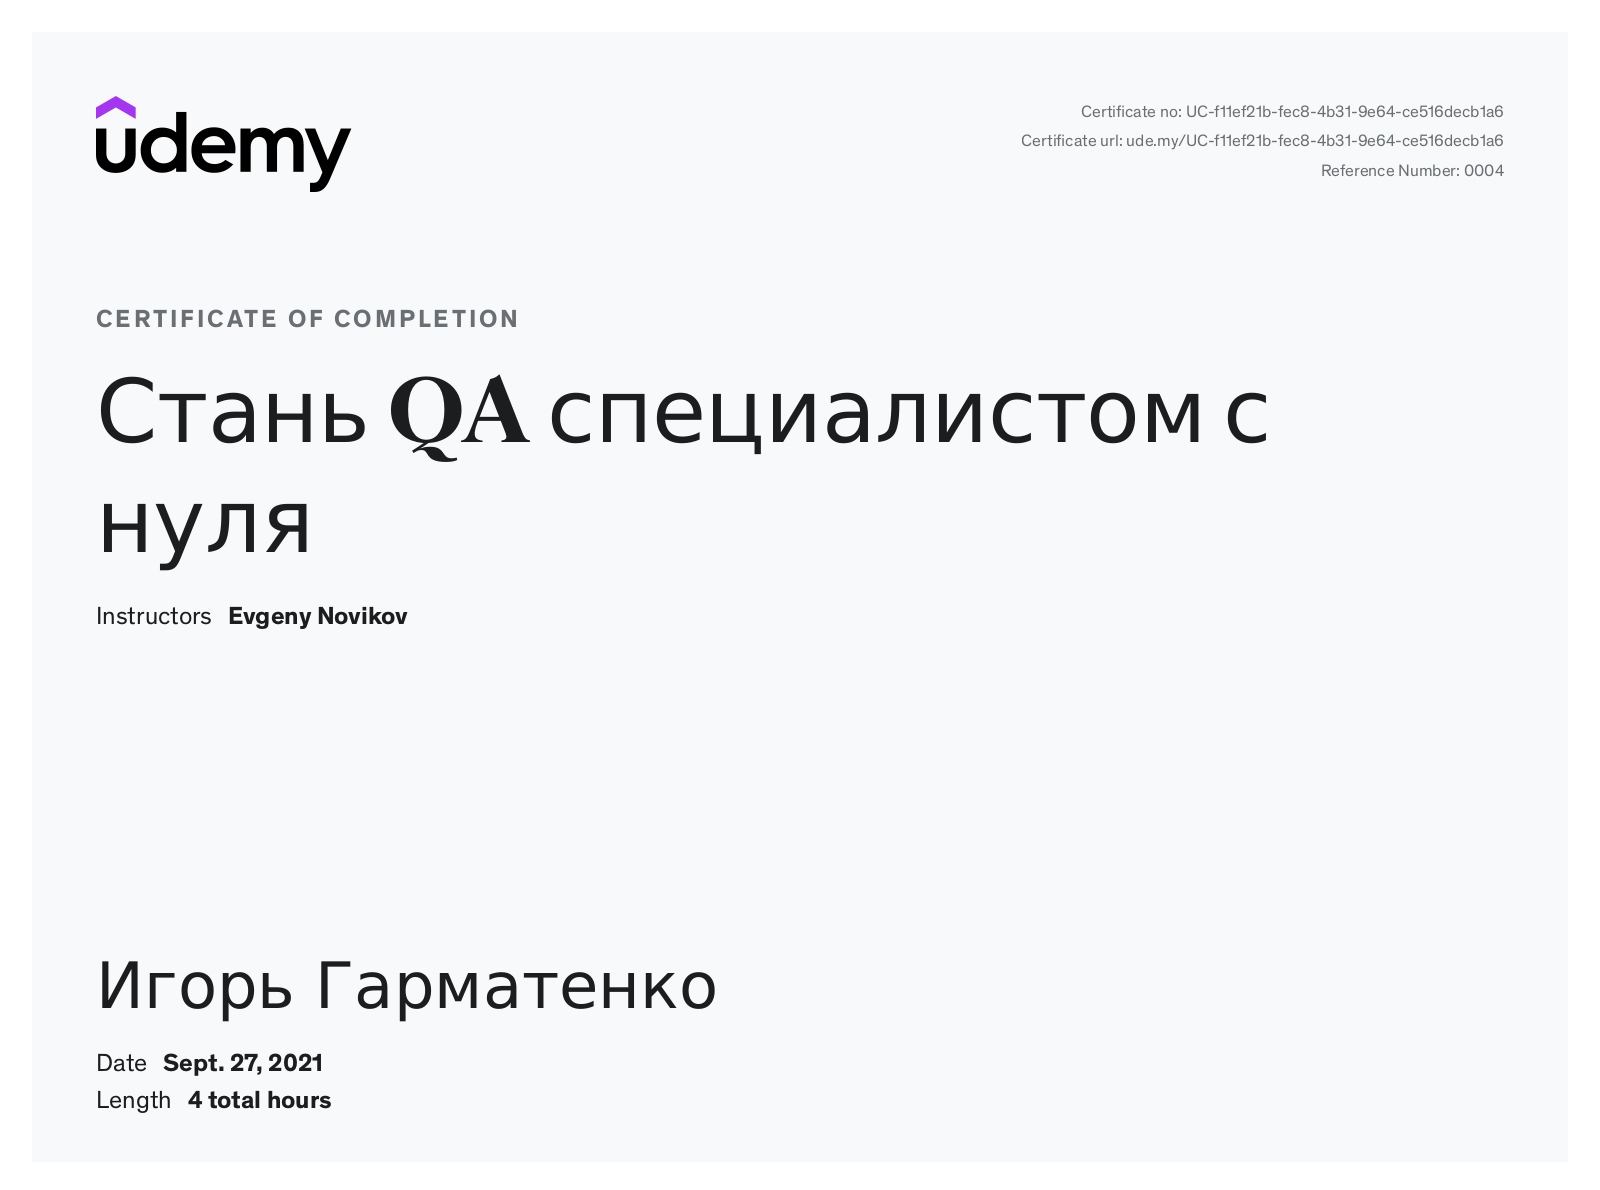 udemy
Certificate no: UC-f11ef21b-fec8-4b31-9e64-ce516decb1a6
Certificate url: ude.my/UC-f11ef21b-fec8-4b31-9e64-ce516decb1a6
Reference Number: 0004
CERTIFICATE OF COMPLETION
Стань QA специалистом с
нуля
Instructors Evgeny Novikov
Игорь Гарматенко
Date Sept. 27, 2021
Length 4 total hours